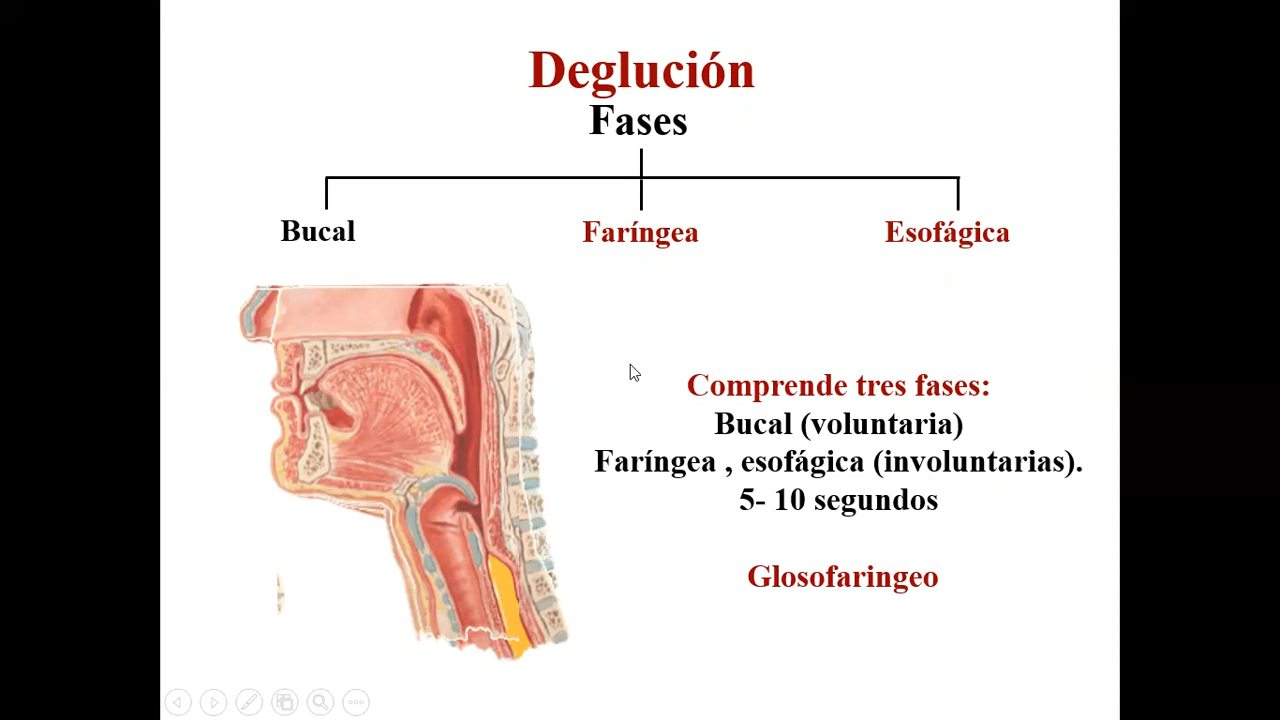 Deglución
Fases
Bucal
Faríngea
Esofágica
Comprende tres fases:
Bucal (voluntaria)
Faríngea , esofágica (involuntarias).
5- 10 segundos
Glosofaringeo